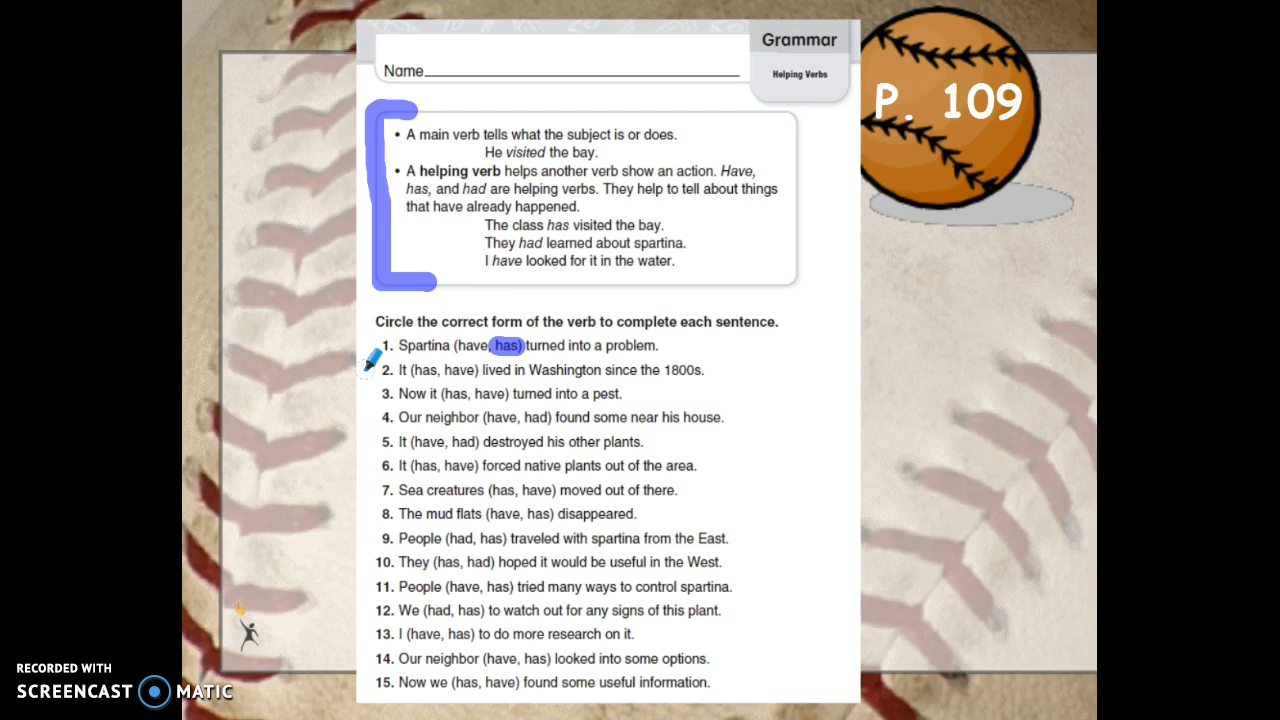 Grammar
Name
Helping Verbs
P. 109
• A main verb tells what the subject is or does.
He visited the bay.
• A helping verb helps another verb show an action. Have,
has, and had are helping verbs. They help to tell about things
that have already happened.
The class has visited the bay.
They had learned about spartina.
I have looked for it in the water.
Circle the correct form of the verb to complete each sentence.
1. Spartina (have, has) turned into a problem.
2. It (has, have) lived in Washington since the 1800s.
3. Now it (has, have) turned into a pest.
4. Our neighbor (have, had) found some near his house.
5. It (have, had) destroyed his other plants.
6. It (has, have) forced native plants out of the area.
7. Sea creatures (has, have) moved out of there.
8. The mud flats (have, has) disappeared.
9. People (had, has) traveled with spartina from the East.
10. They (has, had) hoped it would be useful in the West.
11. People (have, has) tried many ways to control spartina.
12. We (had, has) to watch out for any signs of this plant.
13. I (have, has) to do more research on it.
14. Our neighbor (have, has) looked into some options.
15. Now we (has, have) found some useful information.
RECORDED WITH
SCREENCAST MATIC